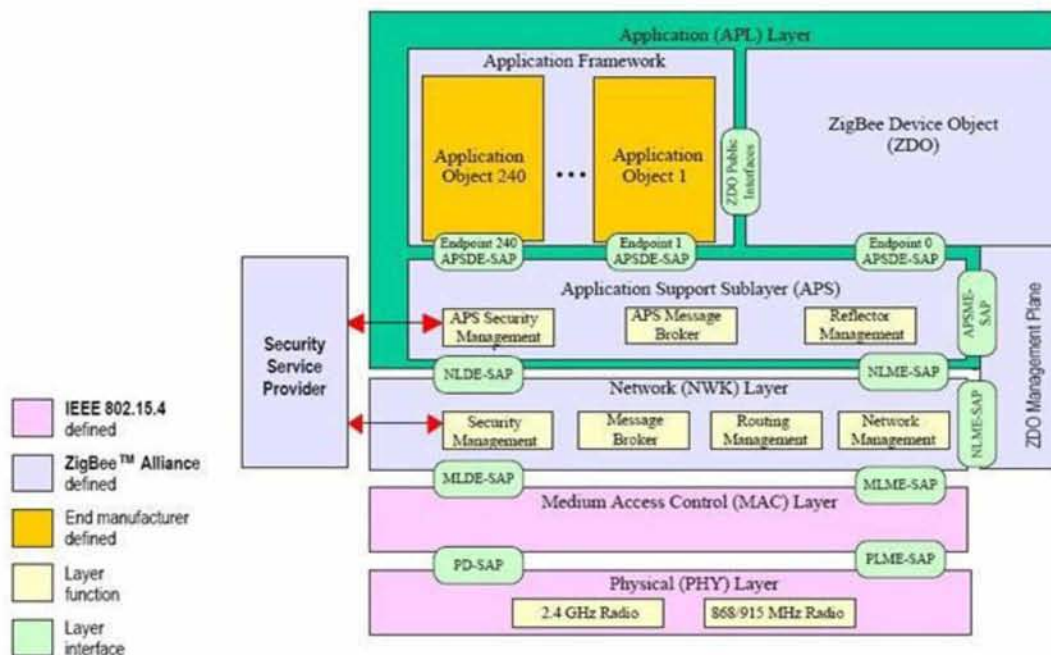 Application (APL) Layer
Application Framework
Application
Object 240
...
Application
Object 1
ZDO Public
Interfaces
ZigBee Device Object
(ZDO)
Endpoint 240
APSDE-SAP
Endpoint 1
APSDE-SAP
Endpoint 0
APSDE-SAP
Application Support Sublayer (APS)
APS Security
Management
APS Message
Broker
Reflector
Management
APSME-
SAP
Security
Service
Provider
NLDE-SAP
NLME-SAP
Network (NWK) Layer
Security
Management
Message
Broker
Routing
Management
Network
Management
NLME-SAP
ZDO Management Plane
MLDE-SAP
MLME-SAP
Medium Access Control (MAC) Layer
PD-SAP
PLME-SAP
Physical (PHY) Layer
2.4 GHz Radio
868/915 MHz Radio
IEEE 802.15.4
defined
ZigBee™ Alliance
defined
End manufacturer
defined
Layer
function
Layer
interface